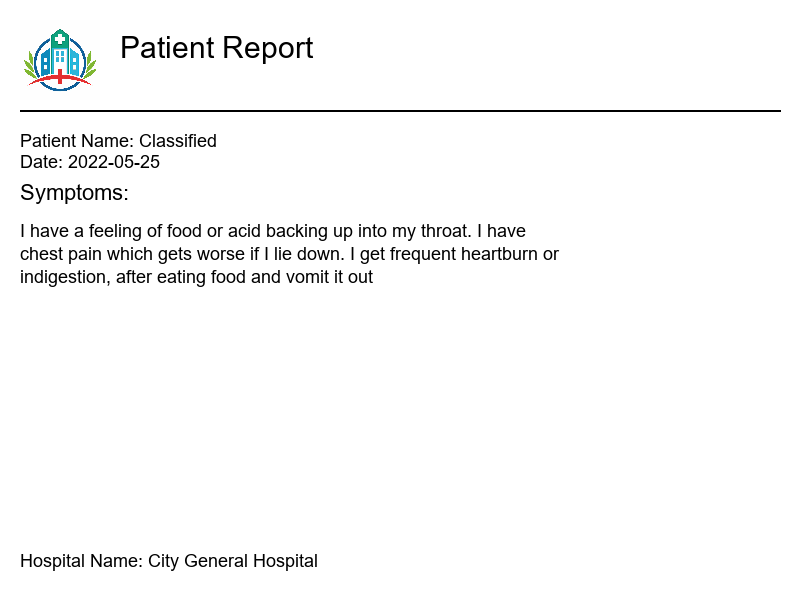 Patient Report
Patient Name: Classified
Date: 2022-05-25
Symptoms:
I have a feeling of food or acid backing up into my throat. I have
chest pain which gets worse if I lie down. I get frequent heartburn or
indigestion, after eating food and vomit it out
Hospital Name: City General Hospital